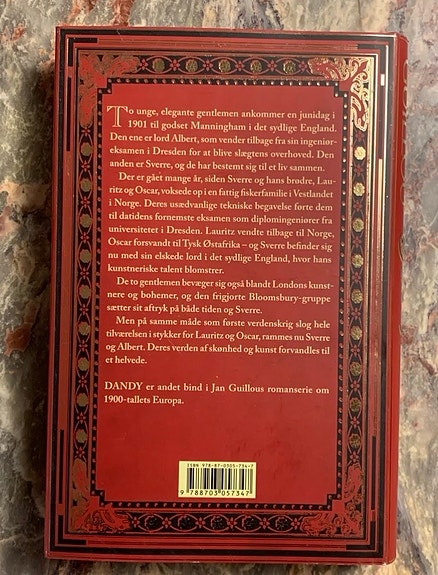 To unge, elegante gentlemen ankommer en junidag i
1901 til godset Manningham i det sydlige England.
Den ene er lord Albert, som vender tilbage fra sin ingeniør-
eksamen i Dresden for at blive slægtens overhoved. Den
anden er Sverre, og de har bestemt sig til et liv sammen.
Der er gået mange år, siden Sverre og hans brødre, Lau-
ritz og Oscar, voksede op i en fattig fiskerfamilie i Vestlandet
i Norge. Deres usædvanlige tekniske begavelse førte dem
til datidens fornemste eksamen som diplomingeniører fra
universitetet i Dresden. Lauritz vendte tilbage til Norge,
Oscar forsvandt til Tysk Østafrika – og Sverre befinder sig
nu med sin elskede lord i det sydlige England, hvor hans
kunstneriske talent blomstrer.
De to gentlemen bevæger sig også blandt Londons kunst-
nere og bohemer, og den frigjorte Bloomsbury-gruppe
sætter sit aftryk på både tiden og Sverre.
Men på samme måde som første verdenskrig slog hele
tilværelsen i stykker for Lauritz og Oscar, rammes nu Sverre
og Albert. Deres verden af skønhed og kunst forvandles til
et helvede.
DANDY er andet bind i Jan Guillous romanserie om
1900-tallets Europa.
ISBN 978-87-0305-734-7
9 788703 057347